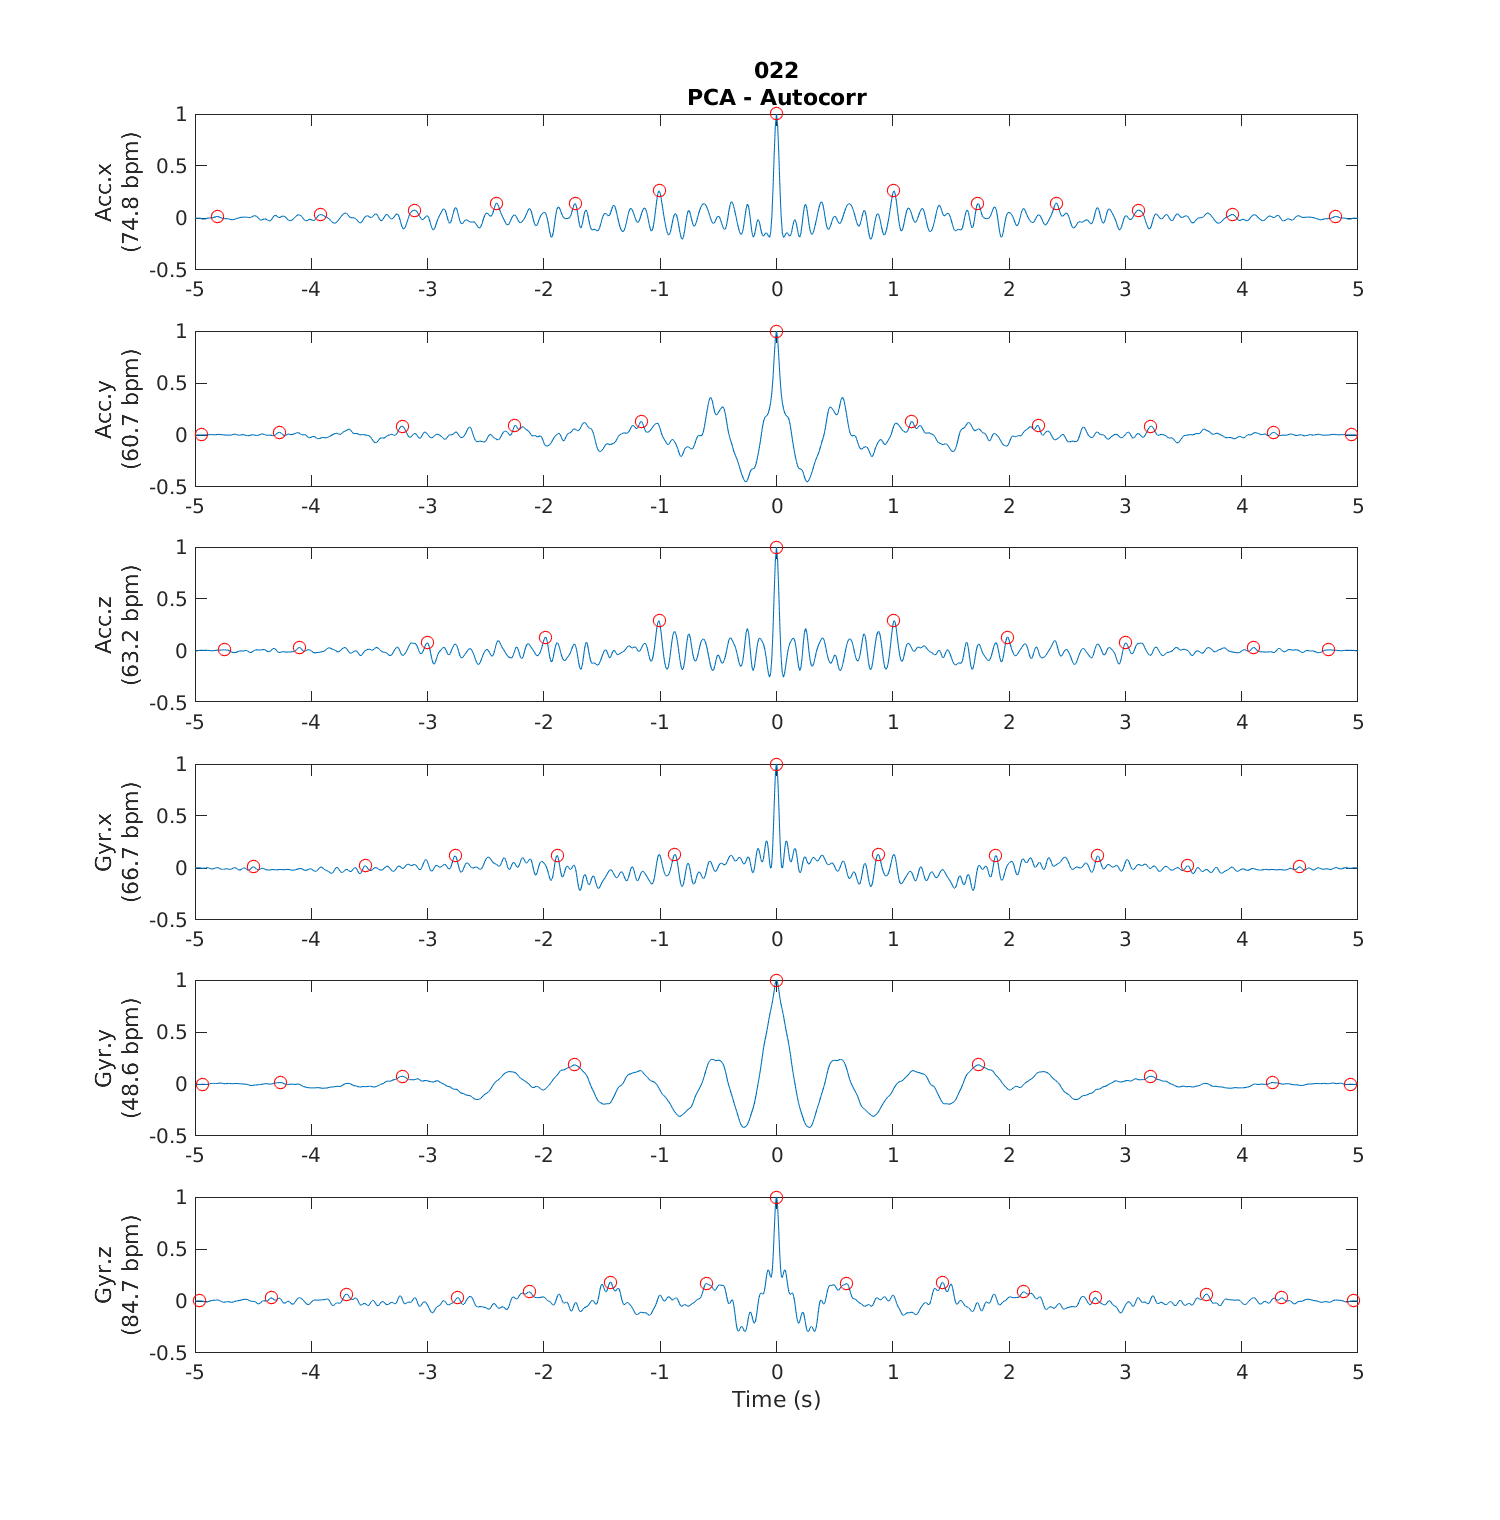 022
PCA - Autocorr
Acc.x
(74.8 bpm)
1
0.5
0
-0.5
-5 -4 -3 -2 -1 0 1 2 3 4 5
Acc.y
(60.7 bpm)
1
0.5
0
-0.5
-5 -4 -3 -2 -1 0 1 2 3 4 5
Acc.z
(63.2 bpm)
1
0.5
0
-0.5
-5 -4 -3 -2 -1 0 1 2 3 4 5
Gyr.x
(66.7 bpm)
1
0.5
0
-0.5
-5 -4 -3 -2 -1 0 1 2 3 4 5
Gyr.y
(48.6 bpm)
1
0.5
0
-0.5
-5 -4 -3 -2 -1 0 1 2 3 4 5
Gyr.z
(84.7 bpm)
1
0.5
0
-0.5
-5 -4 -3 -2 -1 0 1 2 3 4 5
Time (s)